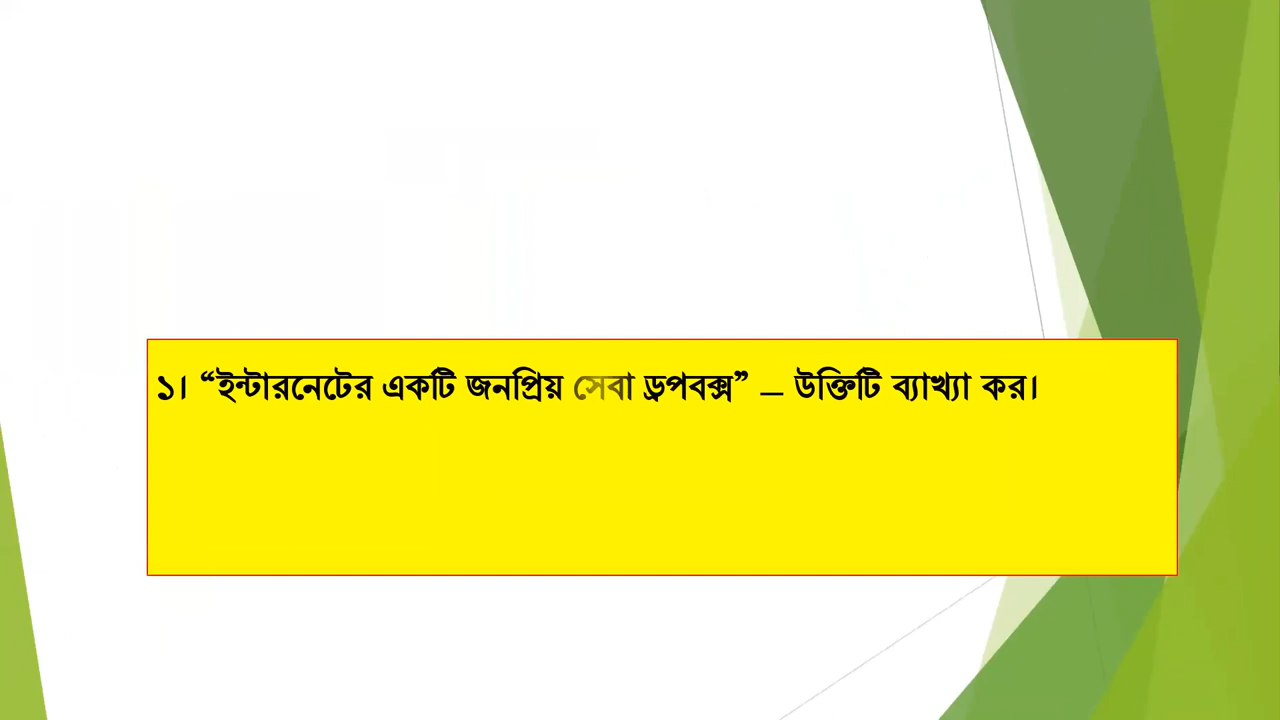 ১। “ইন্টারনেটের একটি জনপ্রিয় সেবা ড্রপবক্স” – উক্তিটি ব্যাখ্যা কর।